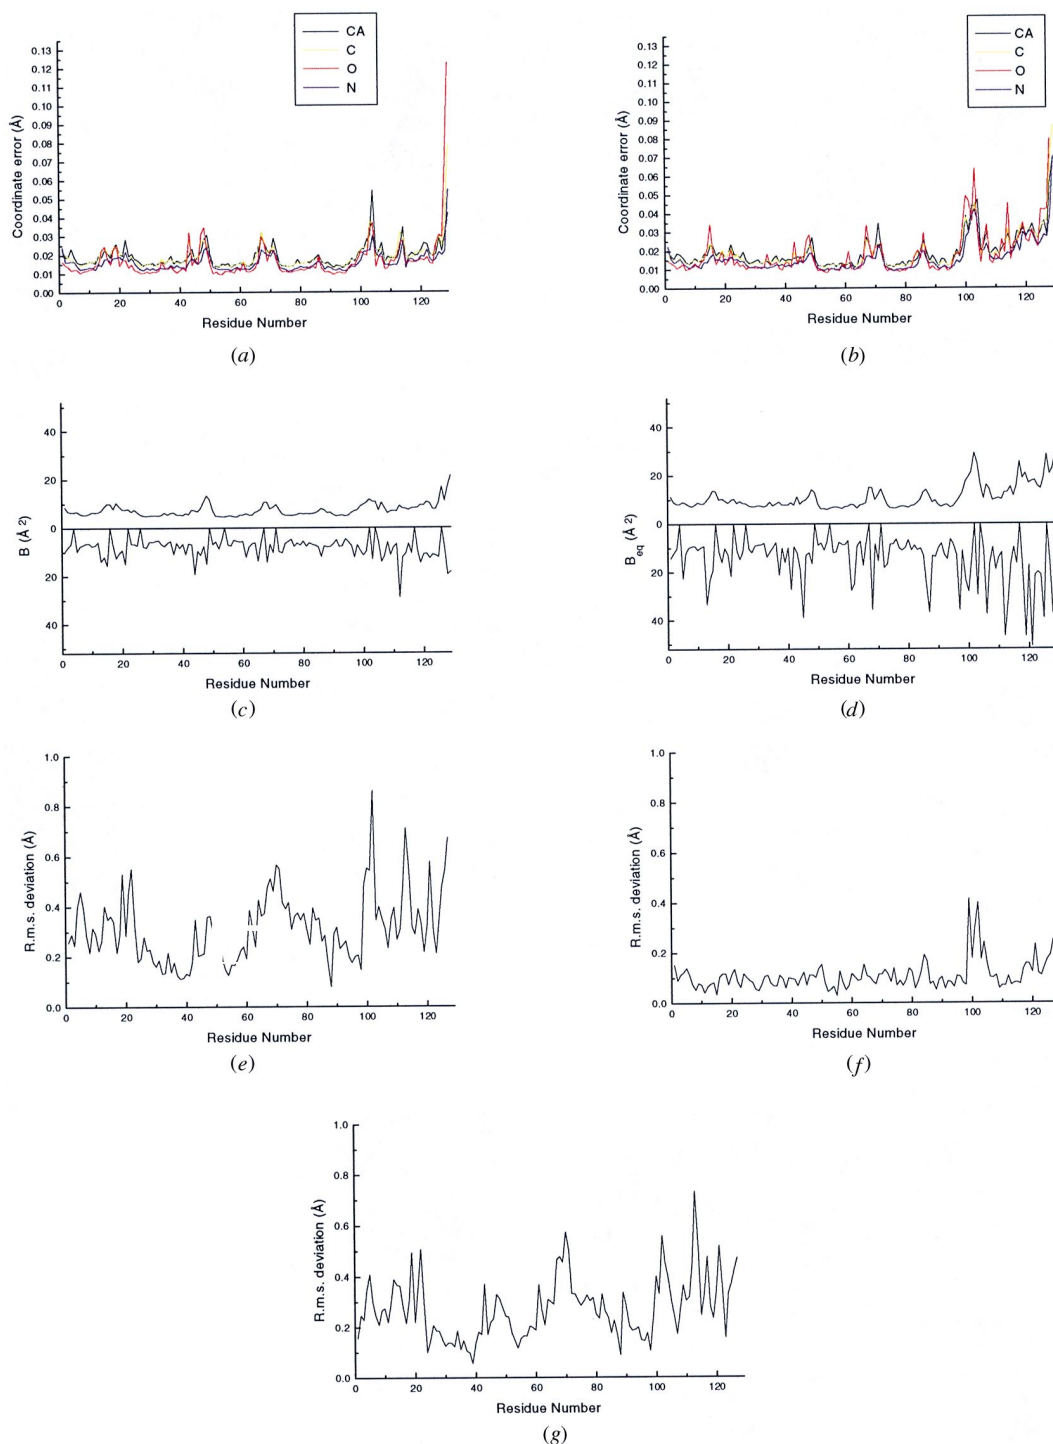 CA
C
O
N
Coordinate error (Å)
0.13
0.12
0.11
0.10
0.09
0.08
0.07
0.06
0.05
0.04
0.03
0.02
0.01
0.00
0 20 40 60 80 100 120
Residue Number
(a)
CA
C
O
N
Coordinate error (Å)
0.13
0.12
0.11
0.10
0.09
0.08
0.07
0.06
0.05
0.04
0.03
0.02
0.01
0.00
0 20 40 60 80 100 120
Residue Number
(b)
B (Å 2)
40
20
0
20
40
0 20 40 60 80 100 120
Residue Number
(c)
Beq (Å 2)
40
20
0
20
40
0 20 40 60 80 100 120
Residue Number
(d)
R.m.s. deviation (Å)
1.0
0.8
0.6
0.4
0.2
0.0
0 20 40 60 80 100 120
Residue Number
(e)
R.m.s. deviation (Å)
1.0
0.8
0.6
0.4
0.2
0.0
0 20 40 60 80 100 120
Residue Number
(f)
R.m.s. deviation (Å)
1.0
0.8
0.6
0.4
0.2
0.0
0 20 40 60 80 100 120
Residue Number
(g)